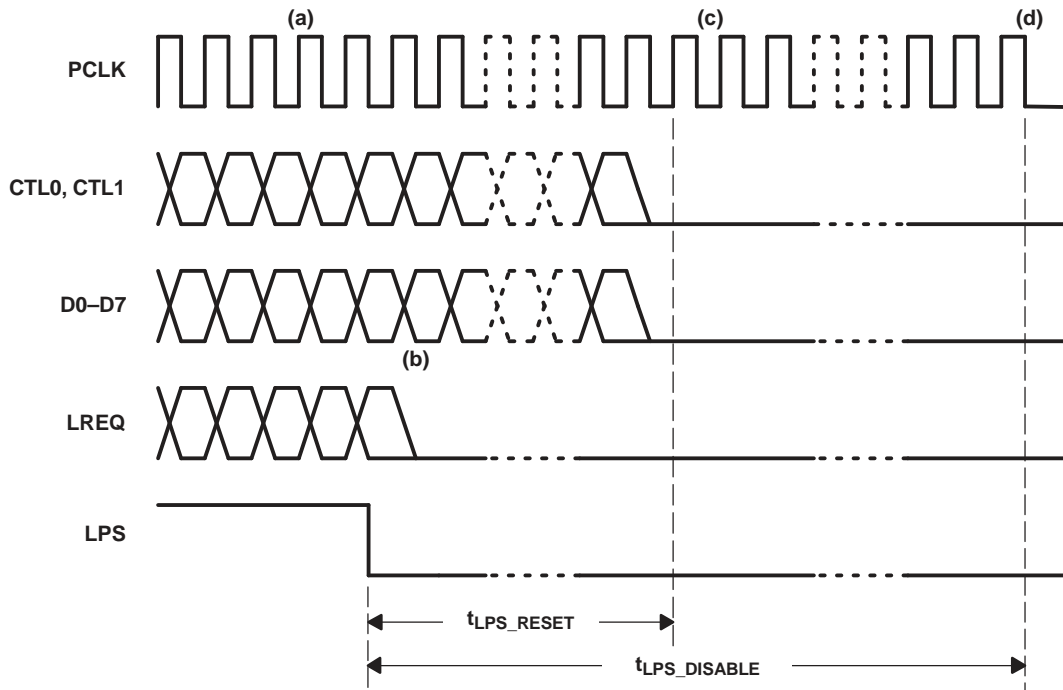 (a) (c) (d)
PCLK
CTL0, CTL1
D0–D7
(b)
LREQ
LPS
tLPS_RESET
tLPS_DISABLE